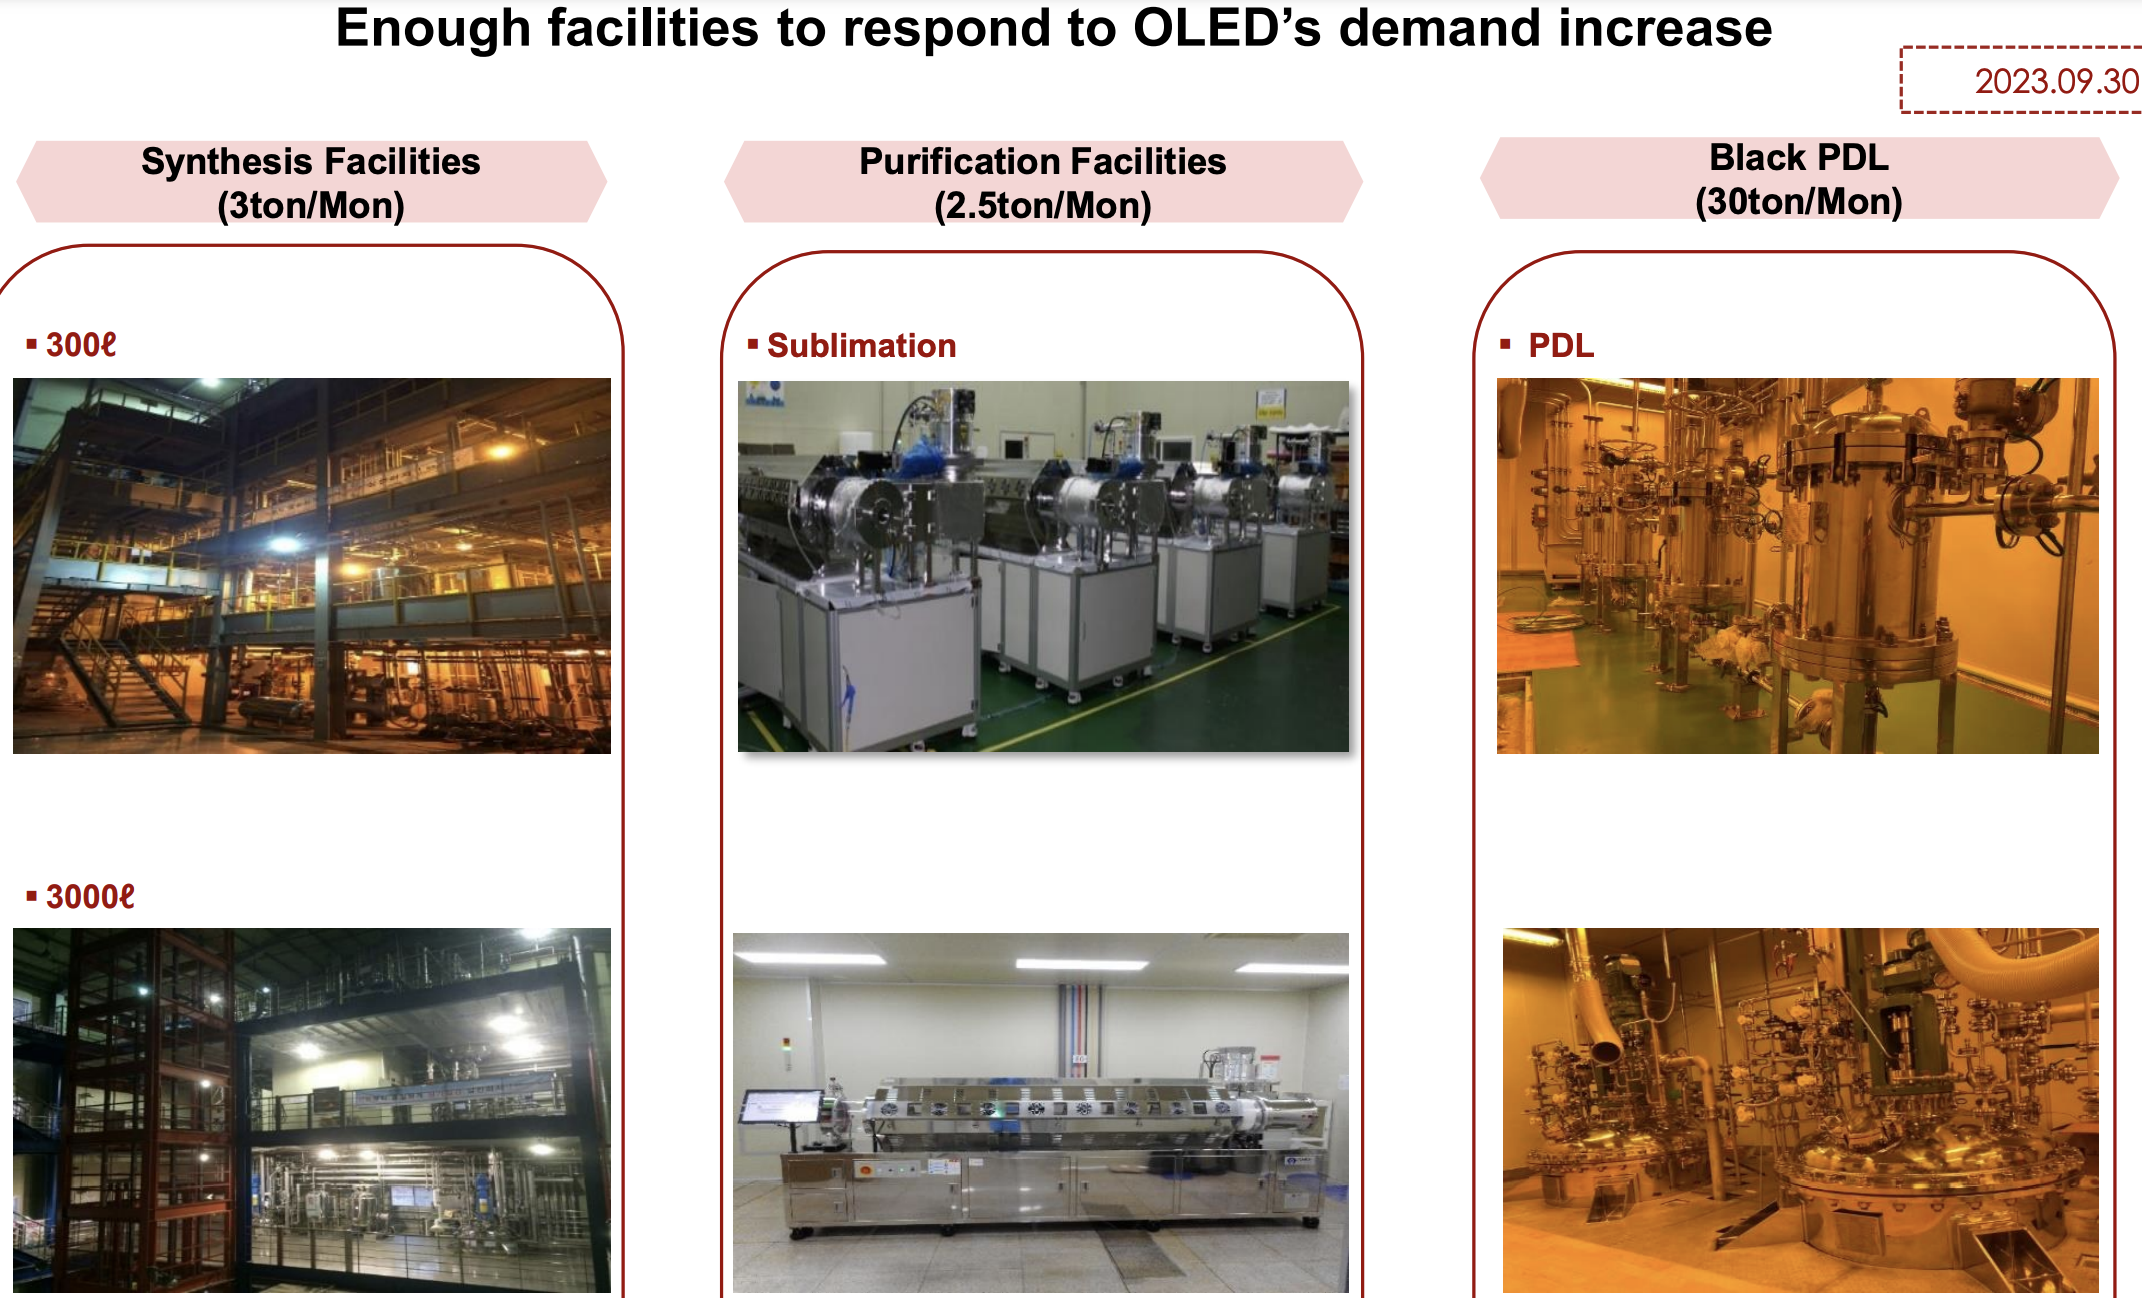 Enough facilities to respond to OLED’s demand increase
2023.09.30
Synthesis Facilities
(3ton/Mon)
Purification Facilities
(2.5ton/Mon)
Black PDL
(30ton/Mon)
▪ 300ℓ
▪ Sublimation
▪ PDL
▪ 3000ℓ